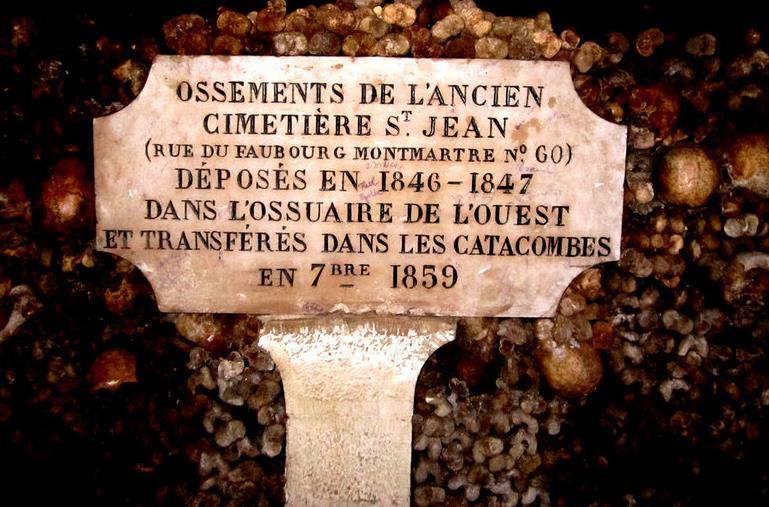 OSSEMENTS DE L'ANCIEN
CIMETIÈRE ST. JEAN
(RUE DU FAUBOURG MONTMARTRE NO. 60)
DÉPOSÉS EN 1846-1847
DANS L'OSSUAIRE DE L'OUEST
ET TRANSFÉRÉS DANS LES CATACOMBES
EN 7BRE 1859